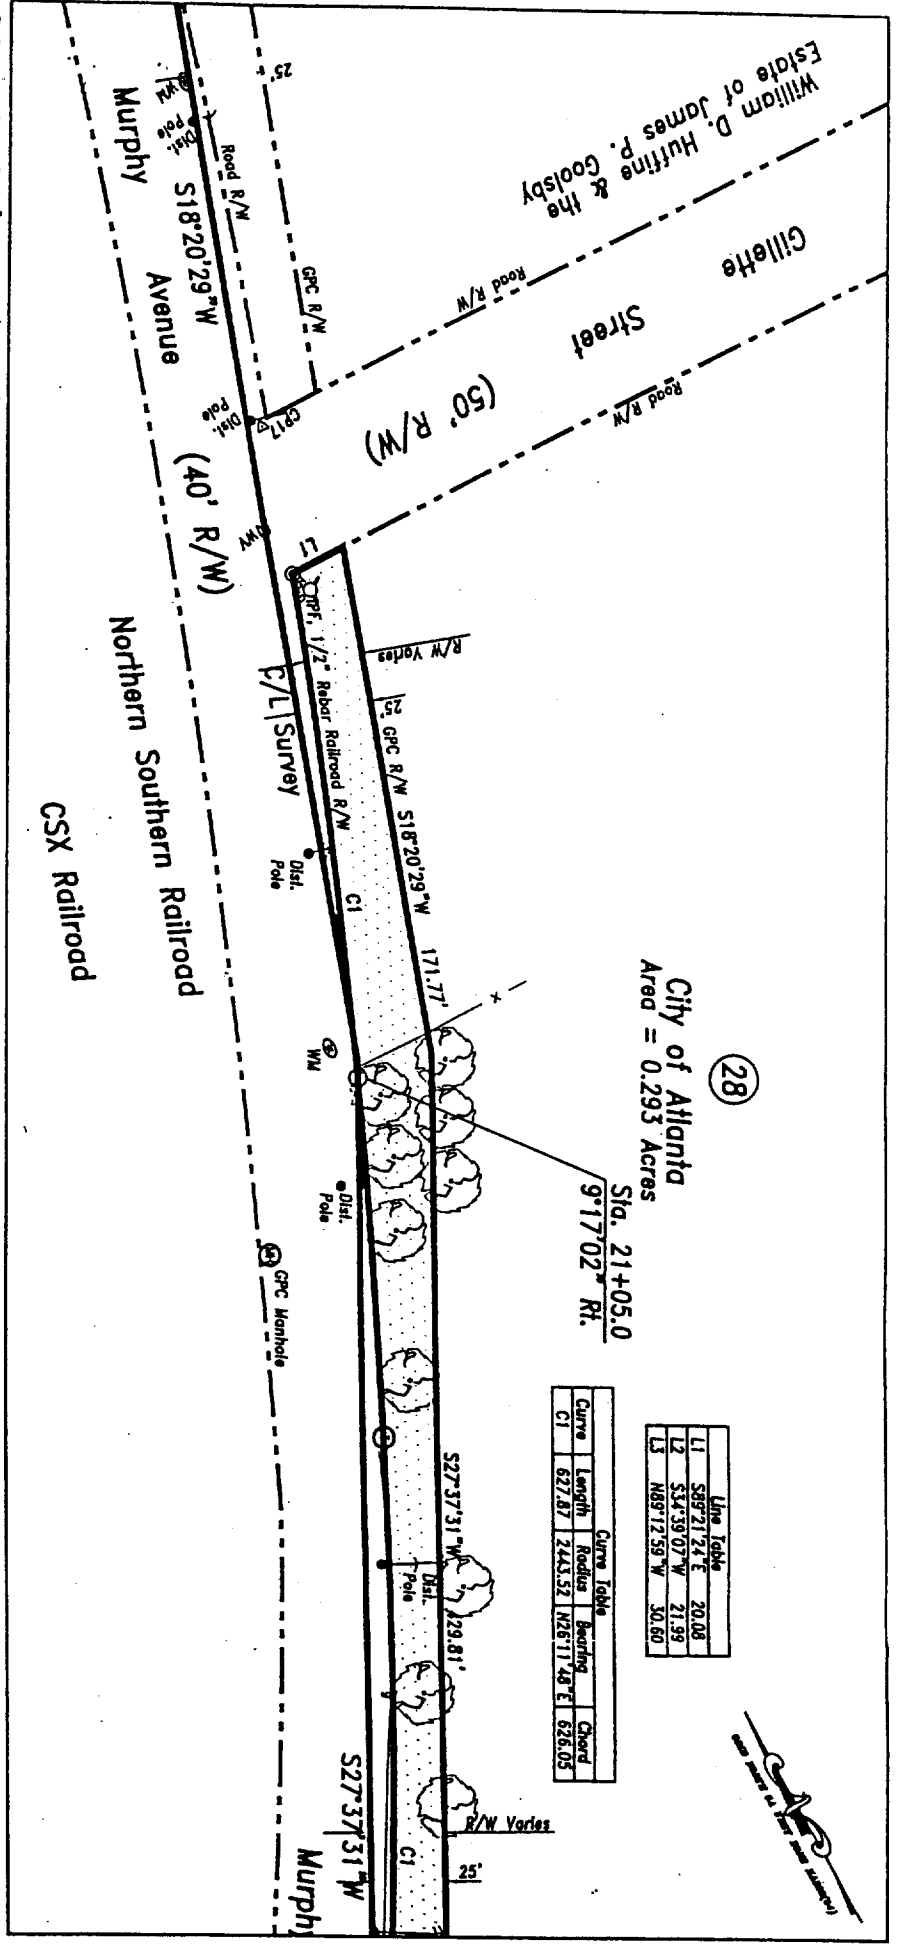 William D. Huffine & the
Estate of James P. Goolsby
Gillette
Street
(50' R/W)
Road R/W
Road R/W
25'
GPC R/W
Road R/W
WM
Dist.
Pole
Murphy
Avenue
(40' R/W)
S18°20'29"W
Dist.
Pole
CP17
WV
L1
IPF, 1/2" Rebar
Railroad R/W
C/L Survey
R/W Varies
25' GPC R/W
S18°20'29"W
171.77'
C1
Dist.
Pole
Northern Southern Railroad
CSX Railroad
WM
28
City of Atlanta
Area = 0.293 Acres
Sta. 21+05.0
9°17'02" Rt.
x
Dist.
Pole
GPC Manhole
Line Table
L1 S89°21'24"E 20.08
L2 S34°39'07"W 21.99
L3 N89°12'59"W 30.60
Curve Table
Curve Length Radius Bearing Chord
C1 627.87 2443.52 N26°11'48"E 626.05
S27°37'31"W
429.81'
Dist.
Pole
R/W Varies
25'
C1
S27°37'31"W
Murph